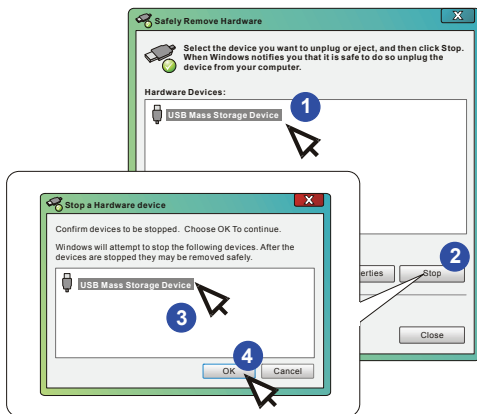 Safely Remove Hardware
X
Select the device you want to unplug or eject, and then click Stop.
When Windows notifies you that it is safe to do so unplug the
device from your computer.
Hardware Devices:
1
USB Mass Storage Device
2
erties
Stop
Close
Stop a Hardware device
X
Confirm devices to be stopped. Choose OK To continue.
Windows will attempt to stop the following devices. After the
devices are stopped they may be removed safely.
USB Mass Storage Device
3
4
OK
Cancel